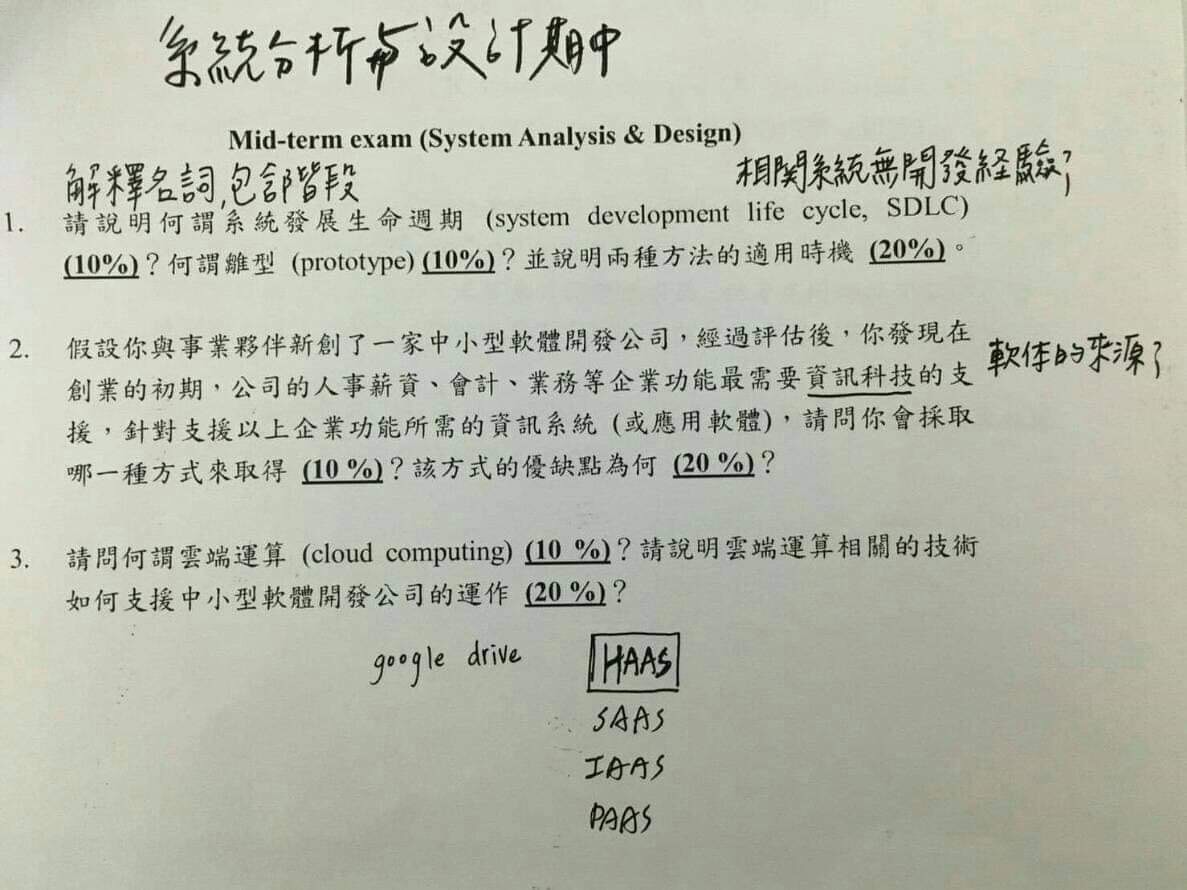 系統分析與設計期中
Mid-term exam (System Analysis & Design)
解釋名詞,包含階段
相関系統無開發経驗?
1. 請說明何謂系統發展生命週期 (system development life cycle, SDLC)
(10%)?何謂雛型 (prototype) (10%)?並說明兩種方法的適用時機 (20%)。
2. 假設你與事業夥伴新創了一家中小型軟體開發公司,經過評估後,你發現在
創業的初期,公司的人事薪資、會計、業務等企業功能最需要資訊科技的支
援,針對支援以上企業功能所需的資訊系統 (或應用軟體),請問你會採取
哪一種方式來取得 (10 %)?該方式的優缺點為何 (20 %)?
軟体的來源?
3. 請問何謂雲端運算 (cloud computing) (10 %)?請說明雲端運算相關的技術
如何支援中小型軟體開發公司的運作 (20 %)?
google drive
HAAS
SAAS
IAAS
PAAS